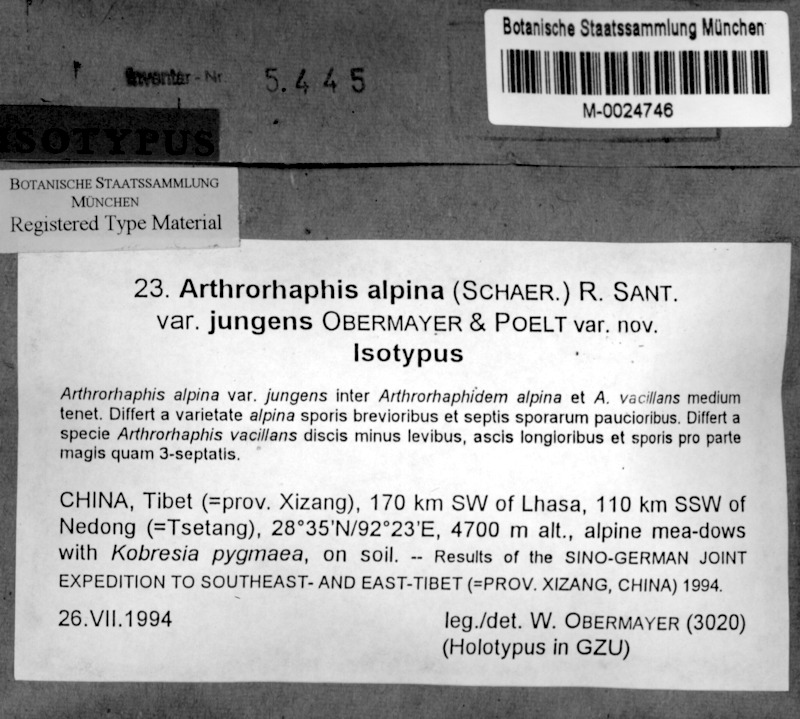 Botanische Staatssammlung München
M-0024746
Inventar-Nr 5.445
ISOTYPUS
BOTANISCHE STAATSSAMMLUNG
MÜNCHEN
Registered Type Material
23. Arthrorhaphis alpina (SCHAER.) R. SANT.
var. jungens OBERMAYER & POELT var. nov.
Isotypus
Arthrorhaphis alpina var. jungens inter Arthrorhaphidem alpina et A. vacillans medium
tenet. Differt a varietate alpina sporis brevioribus et septis sporarum paucioribus. Differt a
specie Arthrorhaphis vacillans discis minus levibus, ascis longioribus et sporis pro parte
magis quam 3-septatis.
CHINA, Tibet (=prov. Xizang), 170 km SW of Lhasa, 110 km SSW of
Nedong (=Tsetang), 28°35'N/92°23'E, 4700 m alt., alpine mea-dows
with Kobresia pygmaea, on soil. -- Results of the SINO-GERMAN JOINT
EXPEDITION TO SOUTHEAST- AND EAST-TIBET (=PROV. XIZANG, CHINA) 1994.
26.VII.1994 leg./det. W. OBERMAYER (3020)
(Holotypus in GZU)